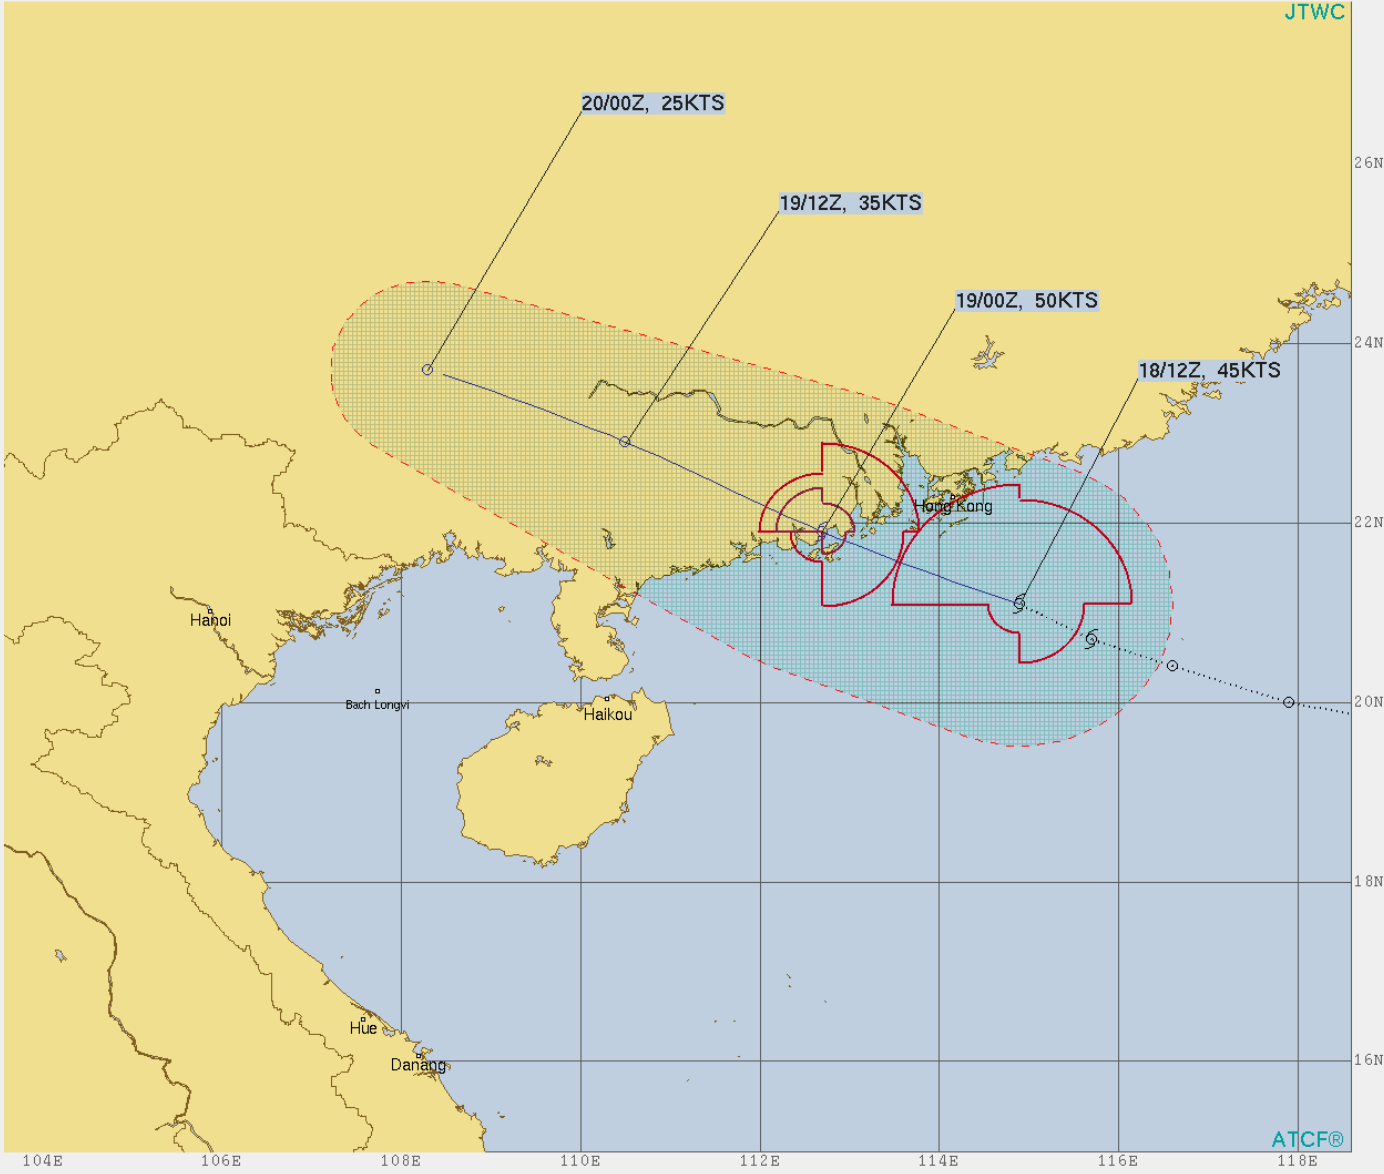 JTWC
20/00Z, 25KTS
26N
19/12Z, 35KTS
19/00Z, 50KTS
24N
18/12Z, 45KTS
Hong Kong
22N
Hanoi
Bach Longvi
20N
Haikou
18N
Hue
Danang
16N
ATCF®
104E 106E 108E 110E 112E 114E 116E 118E